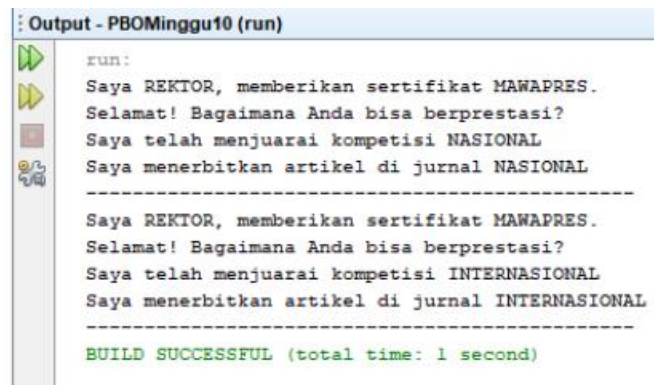 Output - PBOMinggu10 (run)
run:
Saya REKTOR, memberikan sertifikat MAWAPRES.
Selamat! Bagaimana Anda bisa berprestasi?
Saya telah menjuarai kompetisi NASIONAL
Saya menerbitkan artikel di jurnal NASIONAL
-----------------------------------------------
Saya REKTOR, memberikan sertifikat MAWAPRES.
Selamat! Bagaimana Anda bisa berprestasi?
Saya telah menjuarai kompetisi INTERNASIONAL
Saya menerbitkan artikel di jurnal INTERNASIONAL
-----------------------------------------------
BUILD SUCCESSFUL (total time: 1 second)